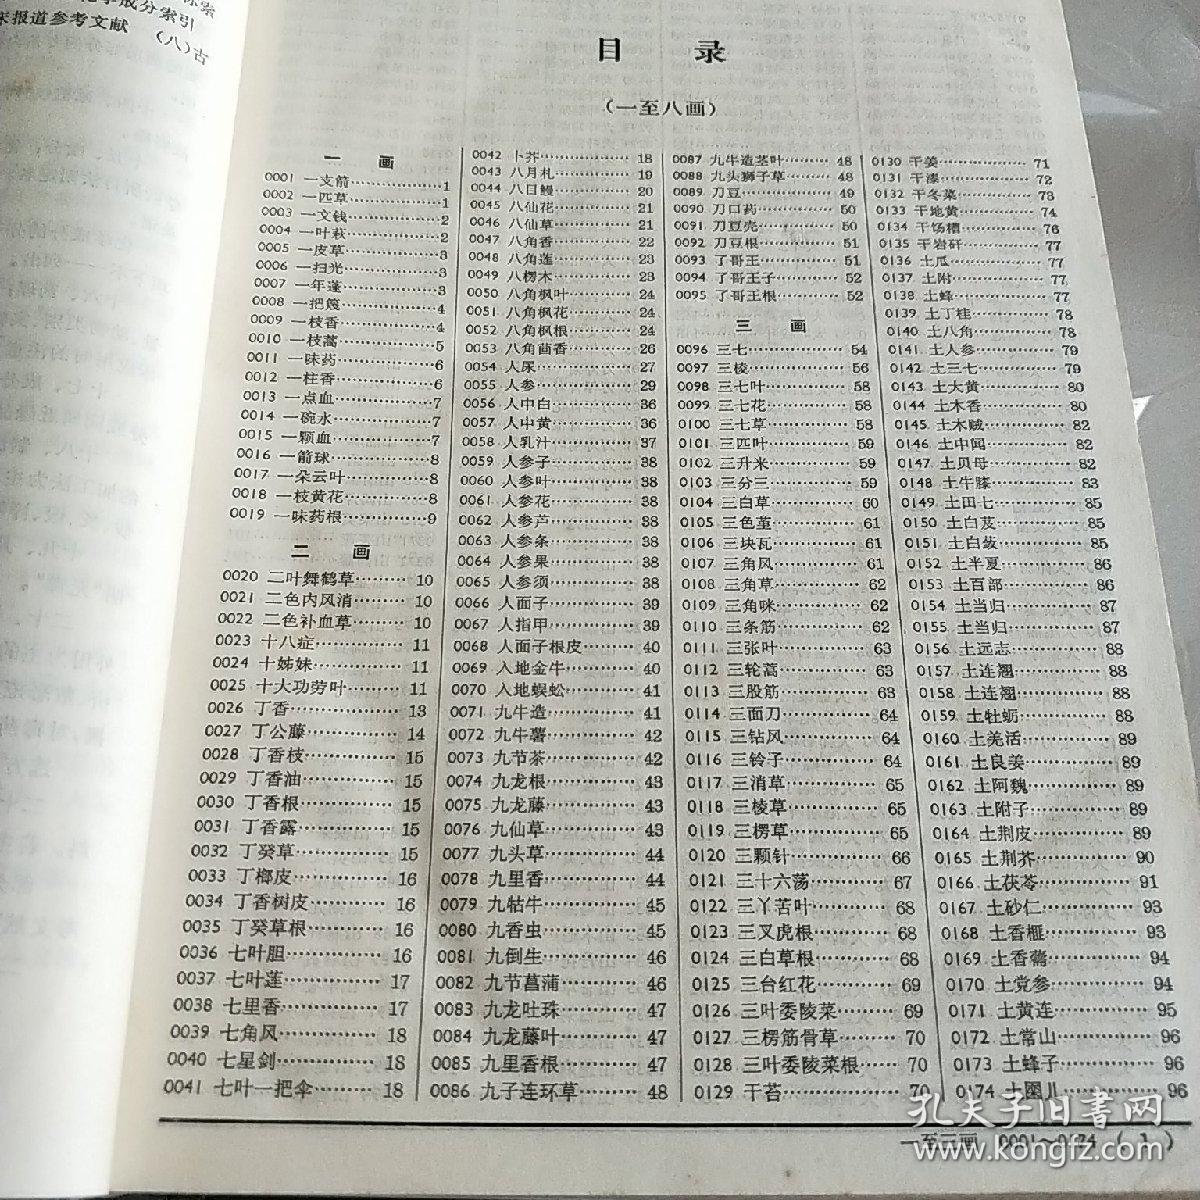 化学成分索引
床报道参考文献 (八)古
目 录
(一至八画)
一 画
0001 一支箭 1
0002 一匹草 1
0003 一文钱 2
0004 一叶萩 2
0005 一皮草 3
0006 一扫光 3
0007 一年蓬 3
0008 一把篾 4
0009 一枝香 4
0010 一枝蒿 5
0011 一味药 6
0012 一柱香 6
0013 一点血 7
0014 一碗水 7
0015 一颗血 7
0016 一箭球 8
0017 一朵云叶 8
0018 一枝黄花 8
0019 一味药根 9
二 画
0020 二叶舞鹤草 10
0021 二色内风消 10
0022 二色补血草 10
0023 十八症 11
0024 十姊妹 11
0025 十大功劳叶 11
0026 丁香 13
0027 丁公藤 14
0028 丁香枝 15
0029 丁香油 15
0030 丁香根 15
0031 丁香露 15
0032 丁癸草 15
0033 丁榔皮 16
0034 丁香树皮 16
0035 丁癸草根 16
0036 七叶胆 16
0037 七叶莲 17
0038 七里香 17
0039 七角风 18
0040 七星剑 18
0041 七叶一把伞 18
0042 卜芥 18
0043 八月札 19
0044 八目鳗 20
0045 八仙花 21
0046 八仙草 21
0047 八角香 22
0048 八角莲 23
0049 八楞木 23
0050 八角枫叶 24
0051 八角枫花 24
0052 八角枫根 24
0053 八角茴香 26
0054 人尿 27
0055 人参 29
0056 人中白 36
0057 人中黄 36
0058 人乳汁 37
0059 人参子 38
0060 人参叶 38
0061 人参花 38
0062 人参芦 38
0063 人参条 38
0064 人参果 38
0065 人参须 38
0066 人面子 39
0067 人指甲 39
0068 人面子根皮 40
0069 入地金牛 40
0070 入地蜈蚣 41
0071 九牛造 41
0072 九牛薯 42
0073 九节茶 42
0074 九龙根 43
0075 九龙藤 43
0076 九仙草 43
0077 九头草 44
0078 九里香 44
0079 九牯牛 45
0080 九香虫 45
0081 九倒生 46
0082 九节菖蒲 46
0083 九龙吐珠 47
0084 九龙藤叶 47
0085 九里香根 47
0086 九子连环草 48
0087 九牛造茎叶 48
0088 九头狮子草 48
0089 刀豆 49
0090 刀口药 50
0091 刀豆壳 50
0092 刀豆根 51
0093 了哥王 51
0094 了哥王子 52
0095 了哥王根 52
三 画
0096 三七 54
0097 三棱 56
0098 三七叶 58
0099 三七花 58
0100 三七草 58
0101 三匹叶 59
0102 三升米 59
0103 三分三 59
0104 三白草 60
0105 三色堇 61
0106 三块瓦 61
0107 三角风 61
0108 三角草 62
0109 三角咪 62
0110 三条筋 62
0111 三张叶 63
0112 三轮蒿 63
0113 三股筋 63
0114 三面刀 64
0115 三钻风 64
0116 三铃子 64
0117 三消草 65
0118 三棱草 65
0119 三楞草 65
0120 三颗针 66
0121 三十六荡 67
0122 三丫苦叶 68
0123 三叉虎根 68
0124 三白草根 68
0125 三台红花 69
0126 三叶委陵菜 69
0127 三楞筋骨草 70
0128 三叶委陵菜根 70
0129 干苔 70
0130 干姜 71
0131 干漆 72
0132 干冬菜 73
0133 干地黄 74
0134 干饧糟 76
0135 干岩矸 77
0136 土瓜 77
0137 土附 77
0138 土蜂 77
0139 土丁桂 78
0140 土八角 78
0141 土人参 79
0142 土三七 79
0143 土大黄 80
0144 土木香 80
0145 土木贼 82
0146 土中闻 82
0147 土贝母 82
0148 土牛膝 83
0149 土田七 85
0150 土白芨 85
0151 土白蔹 85
0152 土半夏 86
0153 土百部 86
0154 土当归 87
0155 土当归 87
0156 土远志 88
0157 土连翘 88
0158 土连翘 88
0159 土牡蛎 88
0160 土羌活 89
0161 土良姜 89
0162 土阿魏 89
0163 土附子 89
0164 土荆皮 89
0165 土荆芥 90
0166 土茯苓 91
0167 土砂仁 93
0168 土香榧 93
0169 土香薷 94
0170 土党参 94
0171 土黄连 95
0172 土常山 96
0173 土蜂子 96
0174 土圞儿 96
一至三画 0001～0174 (1)
孔夫子旧书网
www.kongfz.com